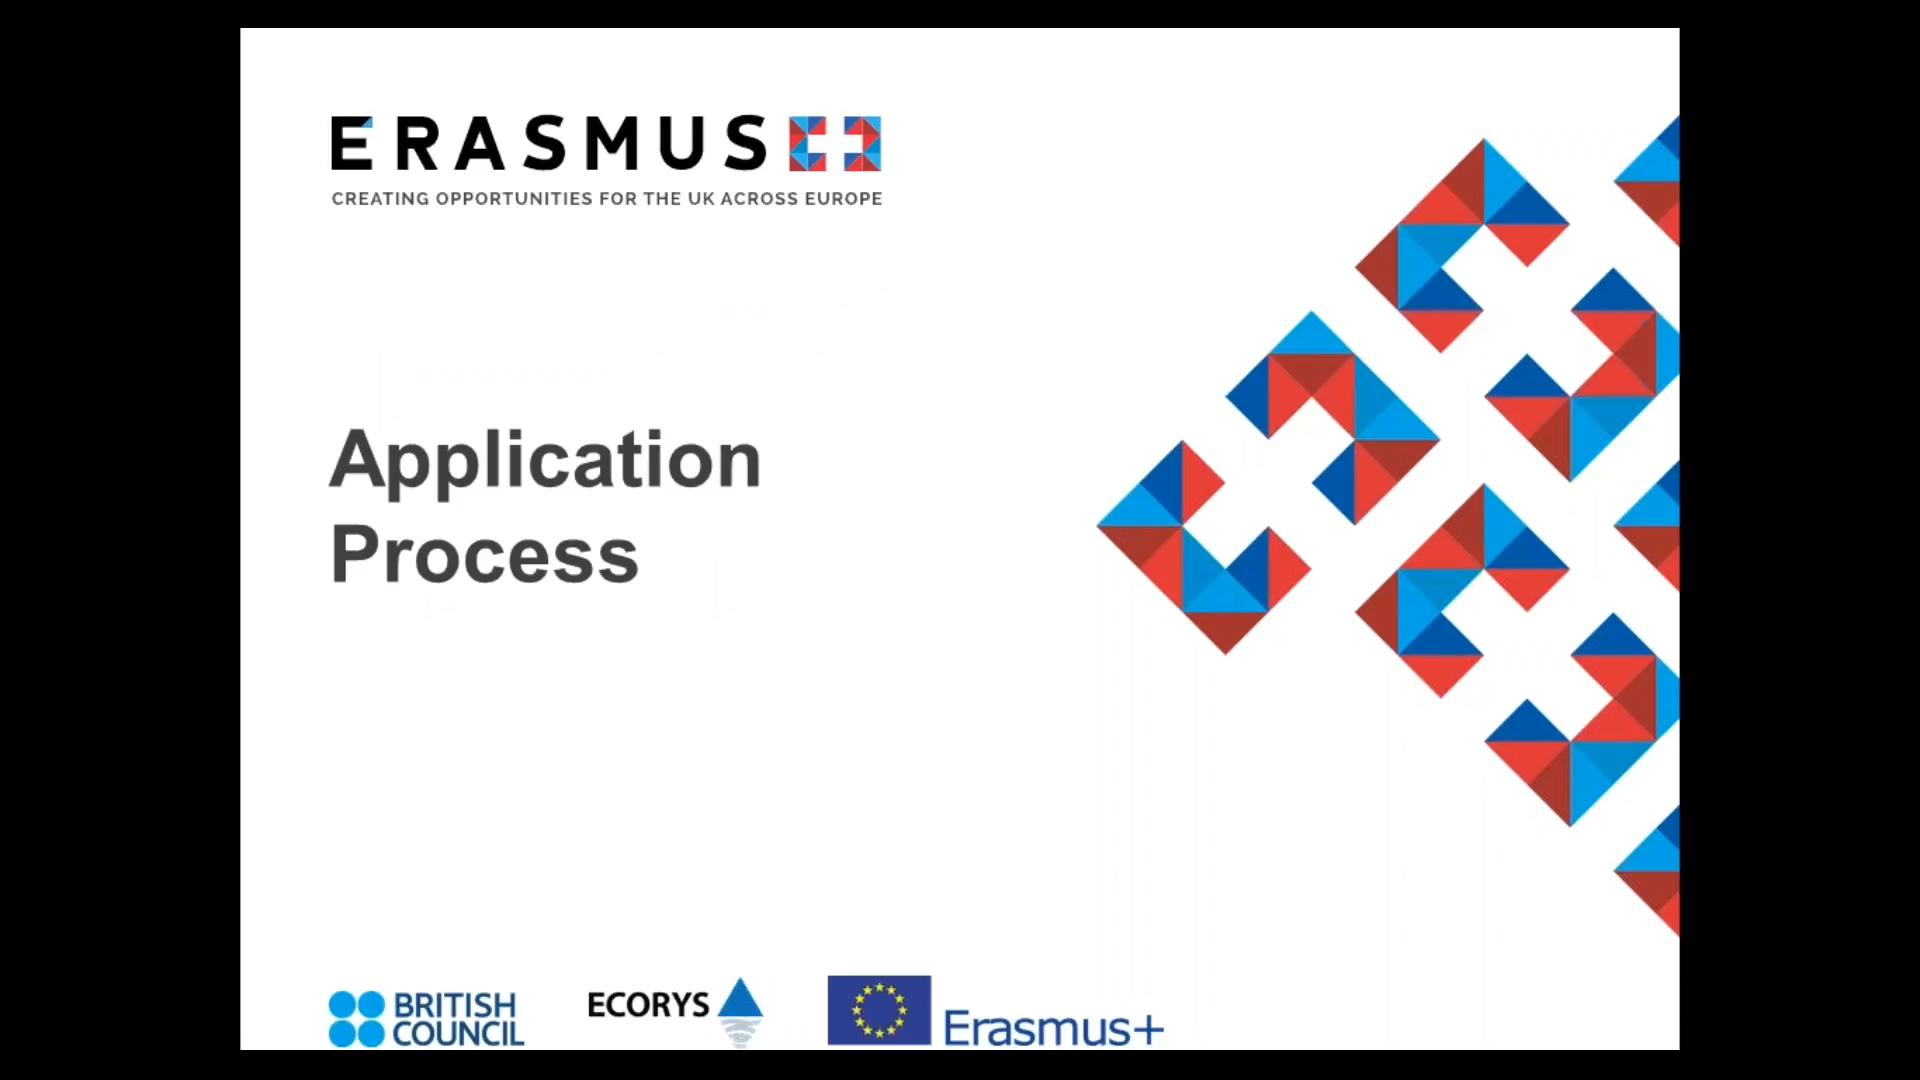 ERASMUS
CREATING OPPORTUNITIES FOR THE UK ACROSS EUROPE
Application
Process
BRITISH
COUNCIL
ECORYS
Erasmus+